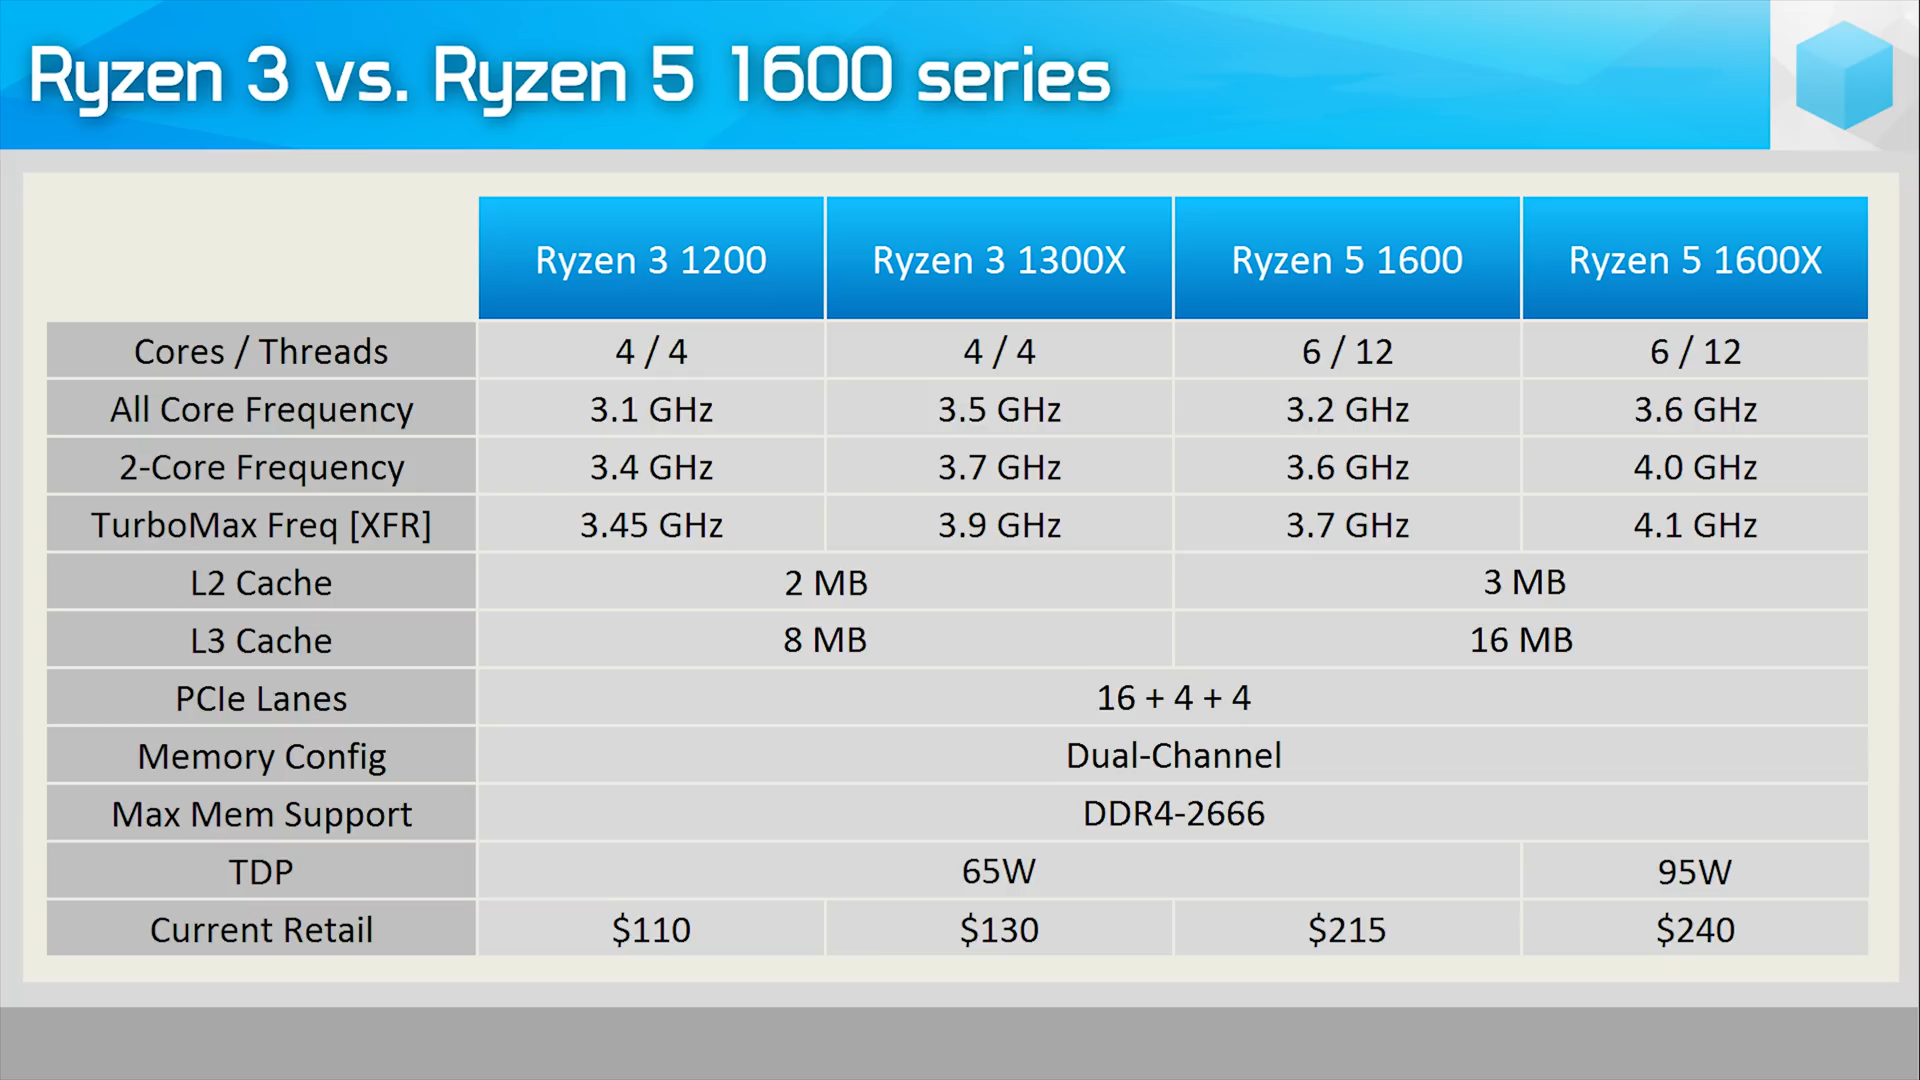 Ryzen 3 vs. Ryzen 5 1600 series
Ryzen 3 1200 Ryzen 3 1300X Ryzen 5 1600 Ryzen 5 1600X
Cores / Threads 4 / 4 4 / 4 6 / 12 6 / 12
All Core Frequency 3.1 GHz 3.5 GHz 3.2 GHz 3.6 GHz
2-Core Frequency 3.4 GHz 3.7 GHz 3.6 GHz 4.0 GHz
TurboMax Freq [XFR] 3.45 GHz 3.9 GHz 3.7 GHz 4.1 GHz
L2 Cache 2 MB 3 MB
L3 Cache 8 MB 16 MB
PCIe Lanes 16 + 4 + 4
Memory Config Dual-Channel
Max Mem Support DDR4-2666
TDP 65W 95W
Current Retail $110 $130 $215 $240